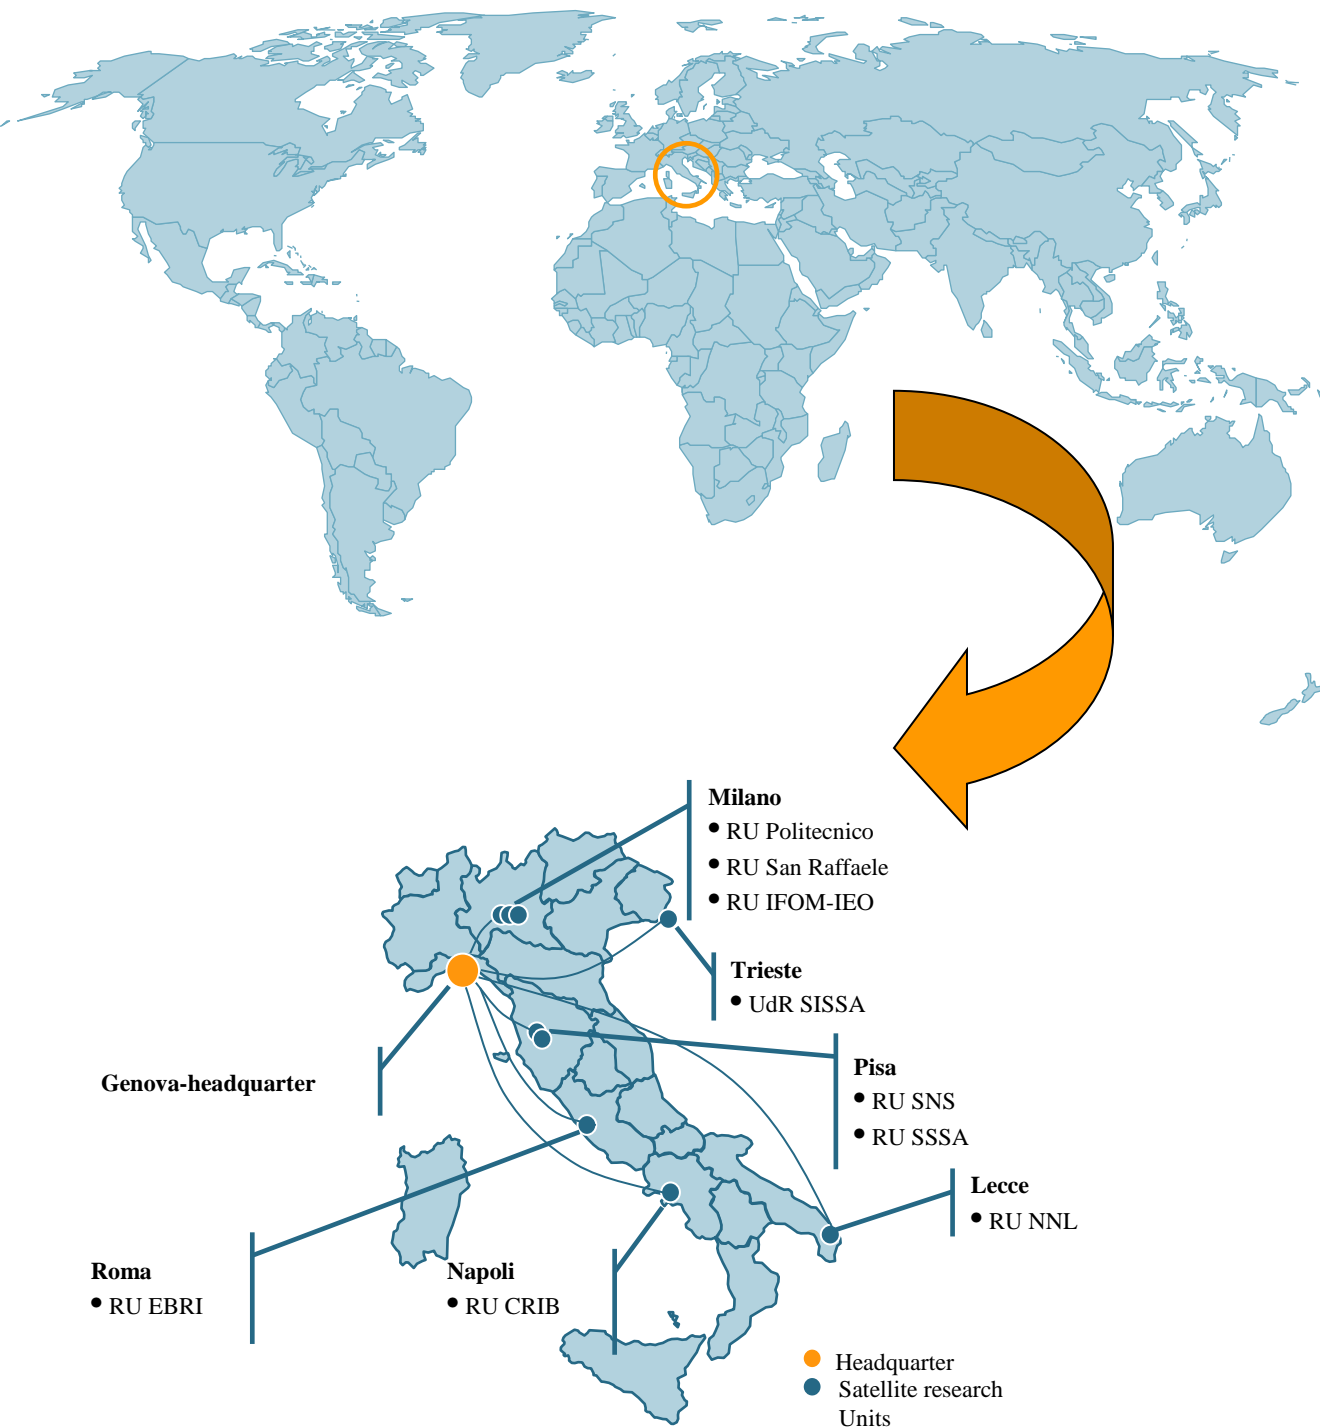 Milano
• RU Politecnico
• RU San Raffaele
• RU IFOM-IEO
Trieste
• UdR SISSA
Genova-headquarter
Pisa
• RU SNS
• RU SSSA
Lecce
• RU NNL
Roma
• RU EBRI
Napoli
• RU CRIB
Headquarter
Satellite research
Units